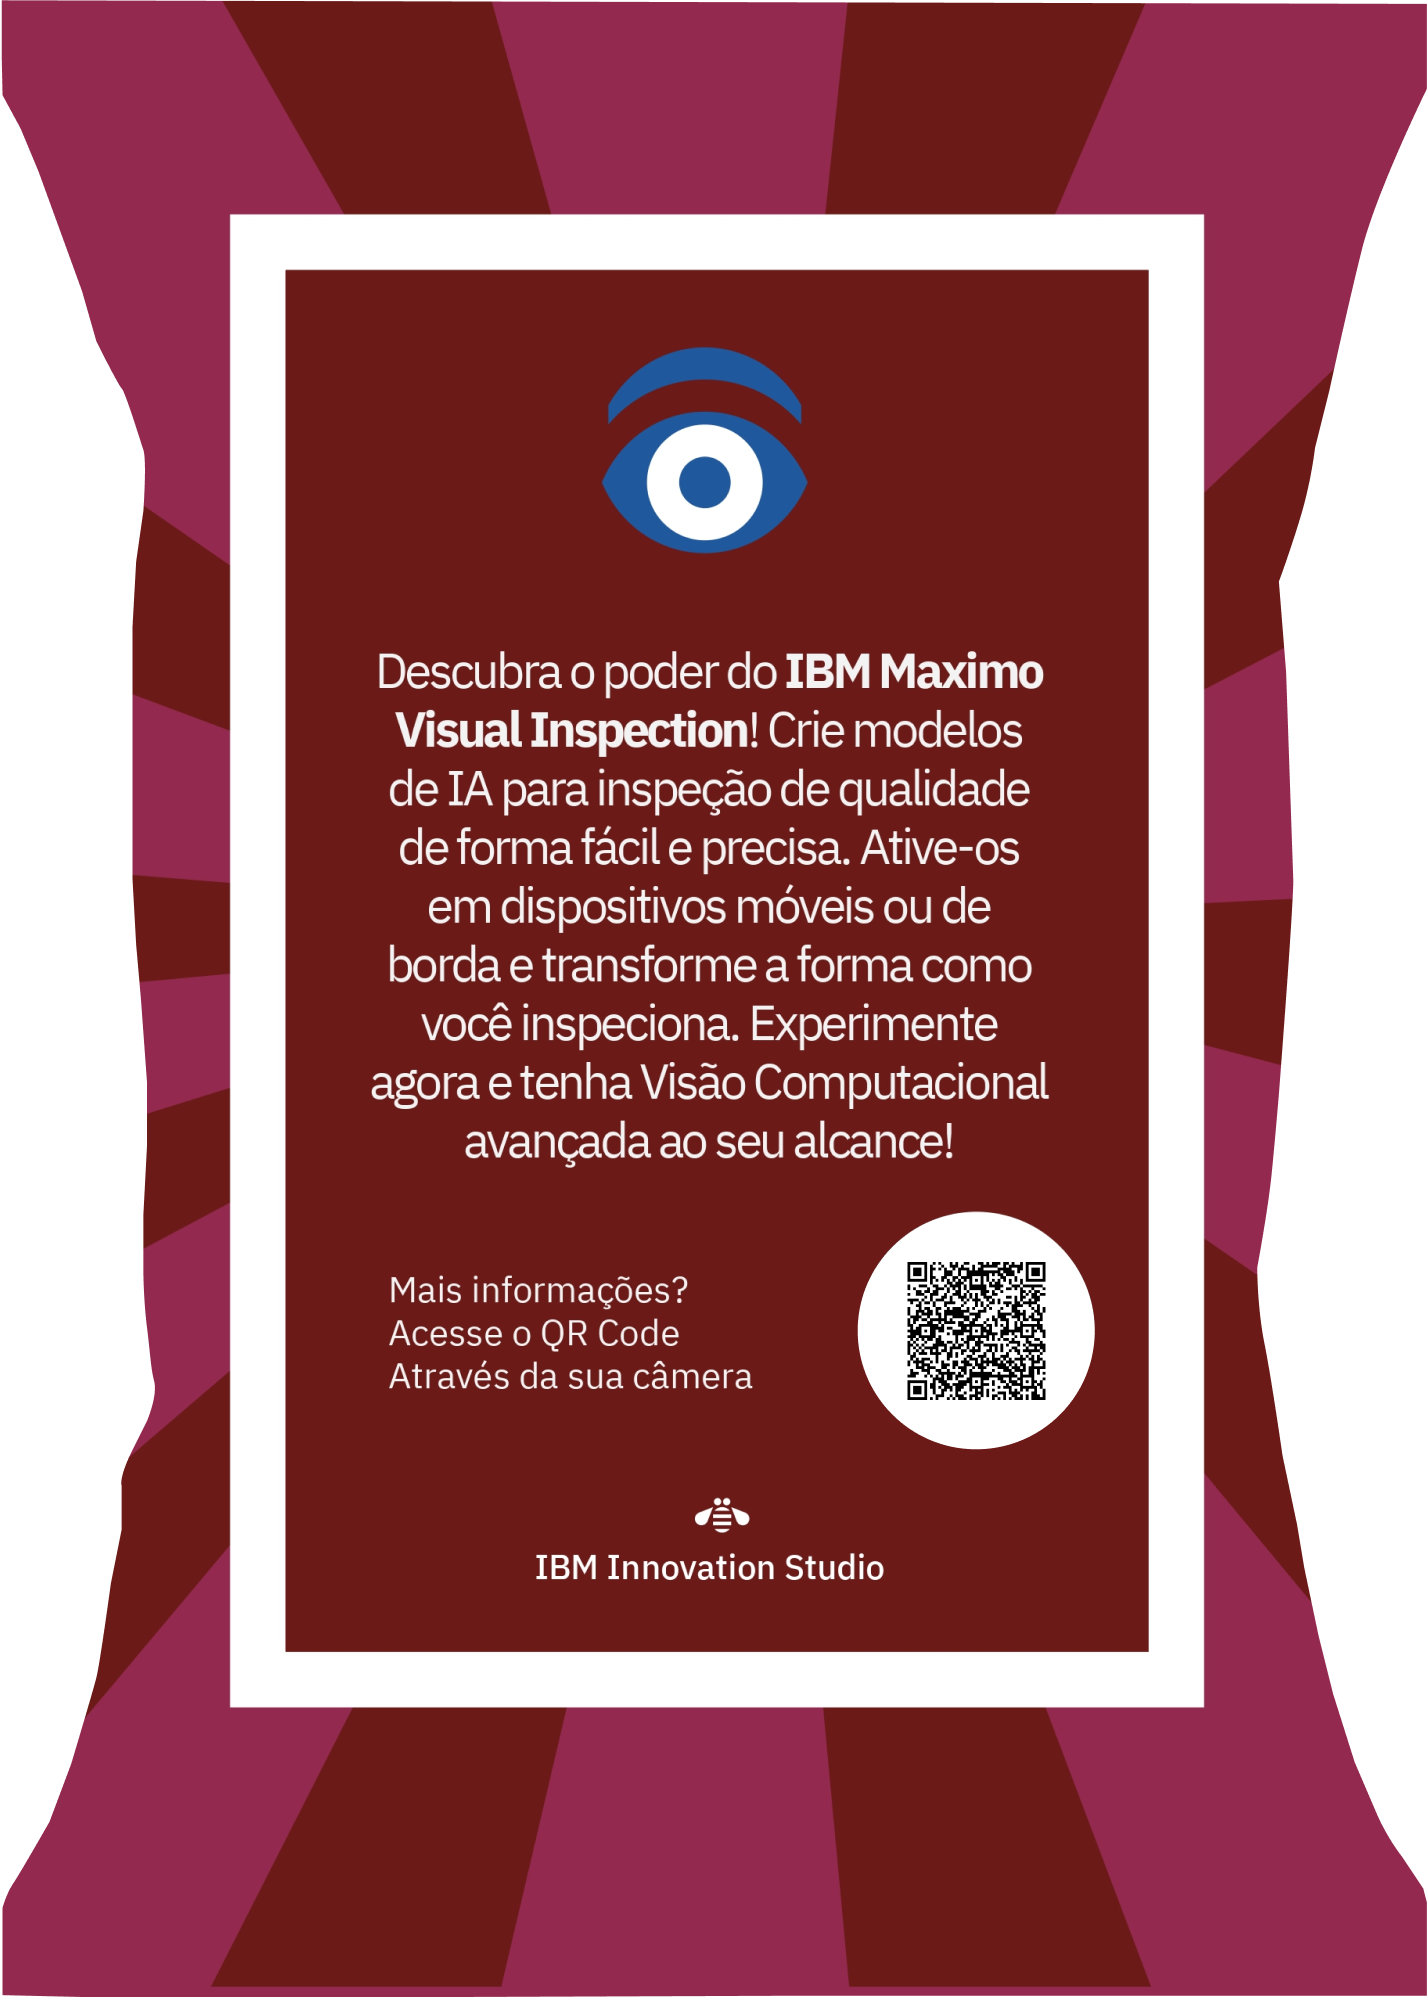 Descubra o poder do IBM Maximo
Visual Inspection! Crie modelos
de IA para inspeção de qualidade
de forma fácil e precisa. Ative-os
em dispositivos móveis ou de
borda e transforme a forma como
você inspeciona. Experimente
agora e tenha Visão Computacional
avançada ao seu alcance!
Mais informações?
Acesse o QR Code
Através da sua câmera
IBM Innovation Studio